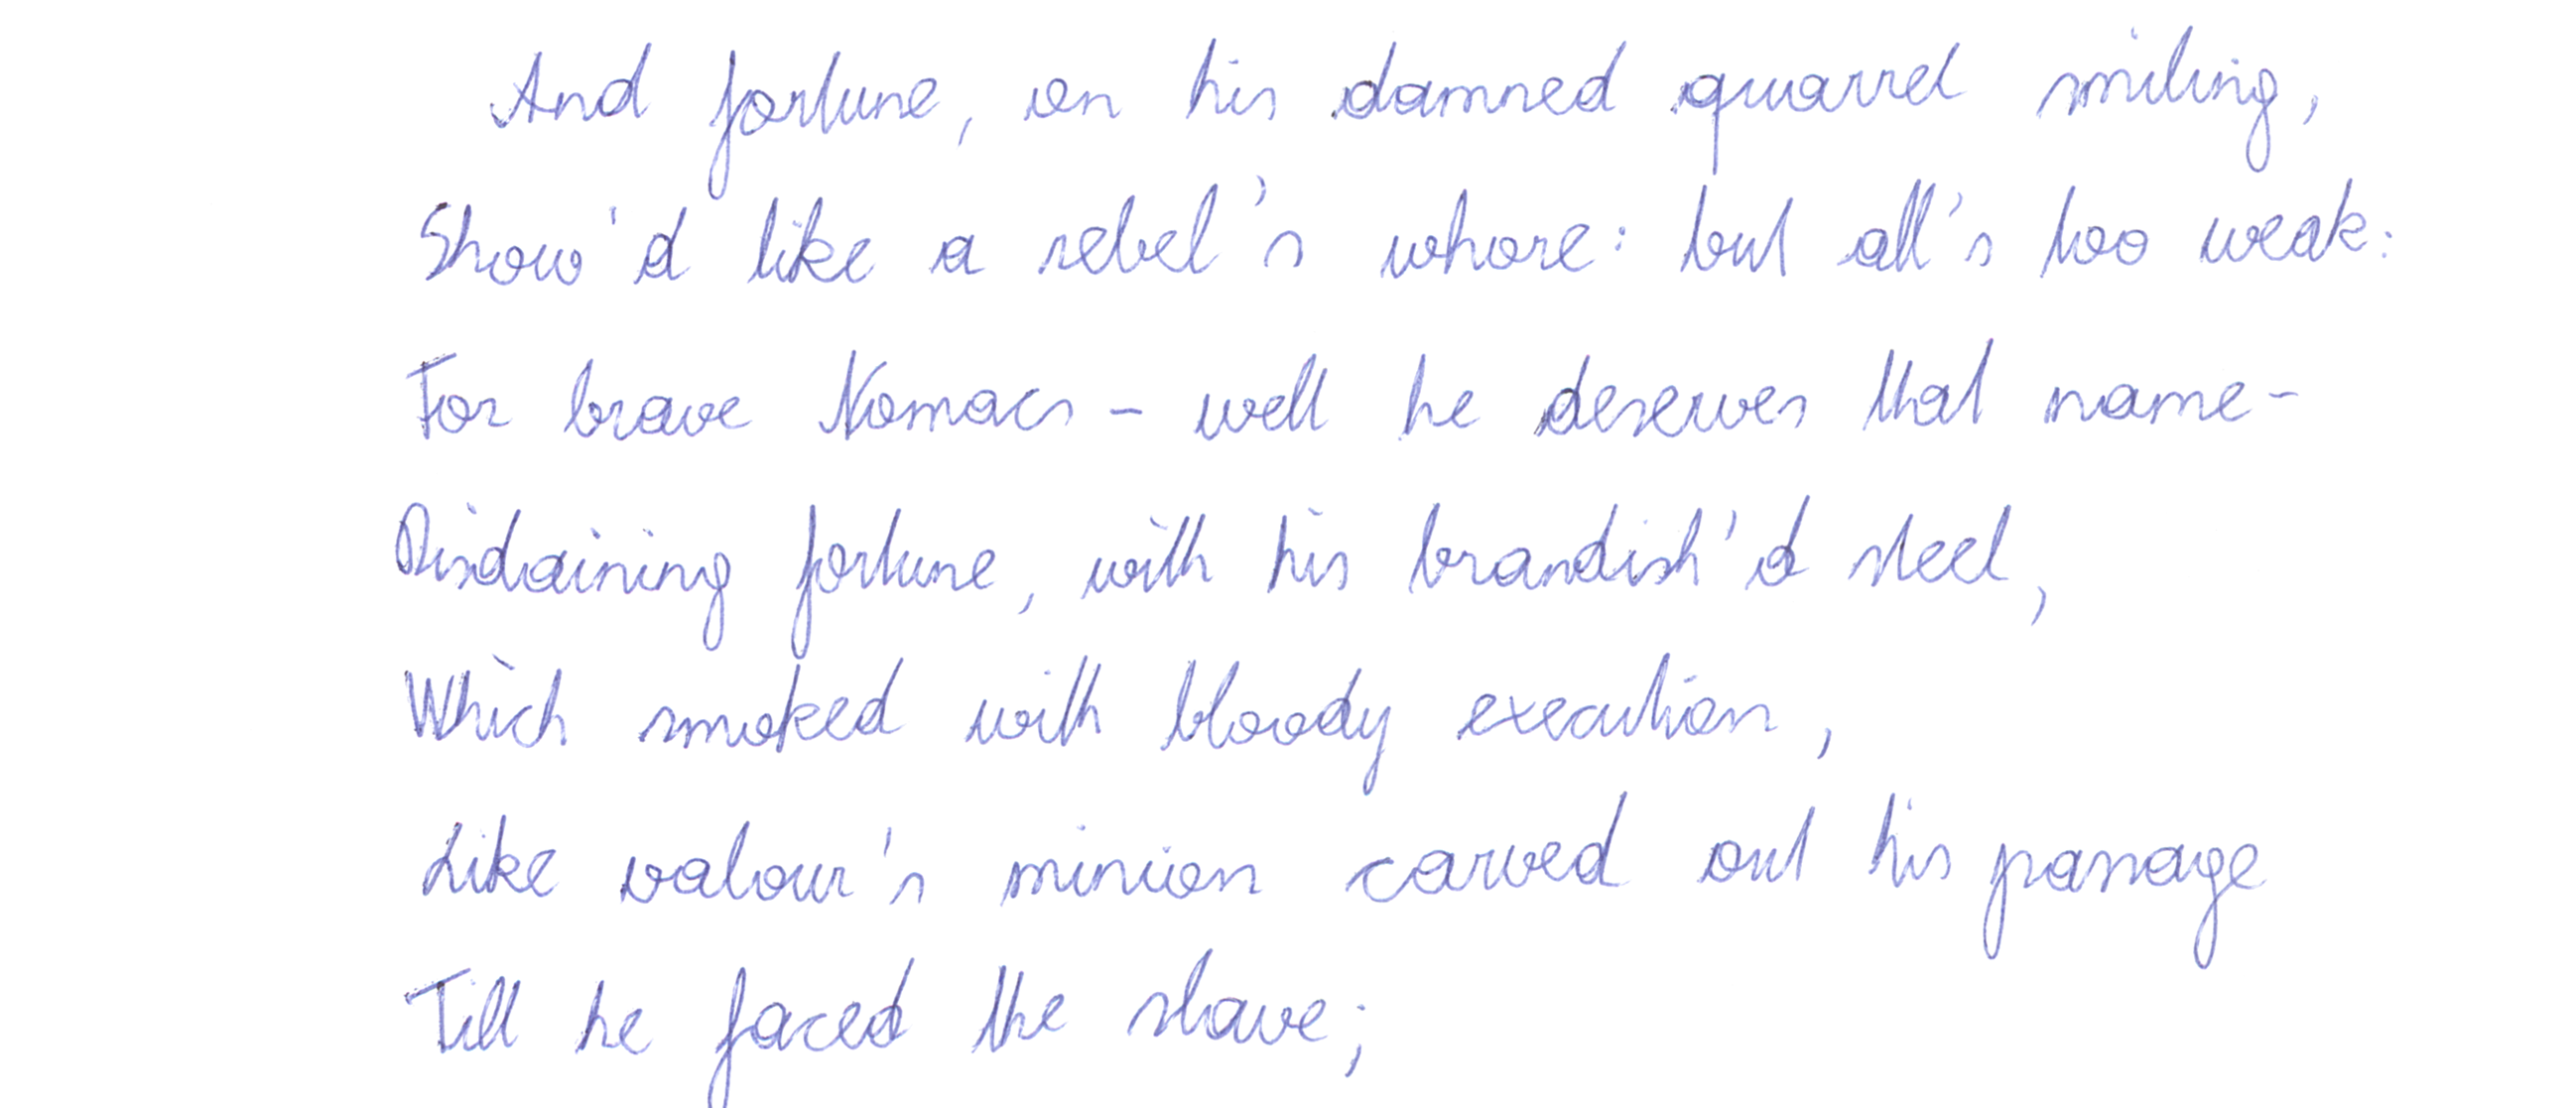 And fortune, on his damned quarrel smiling,
Show'd like a rebel's whore: but all's too weak:
For brave Nomacs - well he deserves that name-
Disdaining fortune, with his brandish'd steel,
Which smoked with bloody execution,
Like valour's minion carved out his passage
Till he faced the slave;